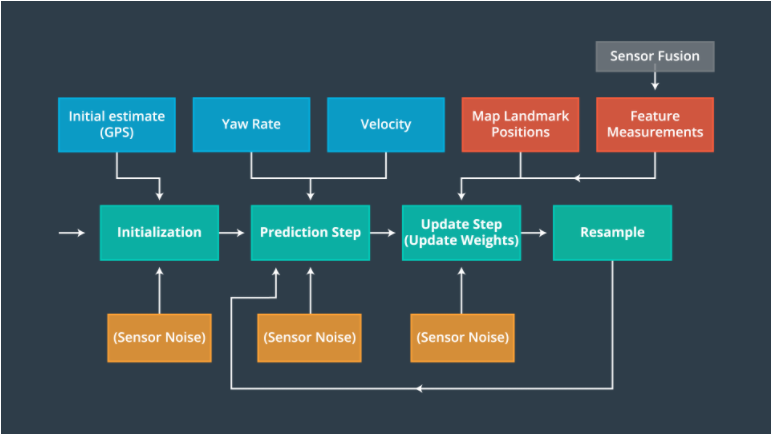 Sensor Fusion
Initial estimate
(GPS)
Yaw Rate
Velocity
Map Landmark
Positions
Feature
Measurements
Initialization
Prediction Step
Update Step
(Update Weights)
Resample
(Sensor Noise)
(Sensor Noise)
(Sensor Noise)